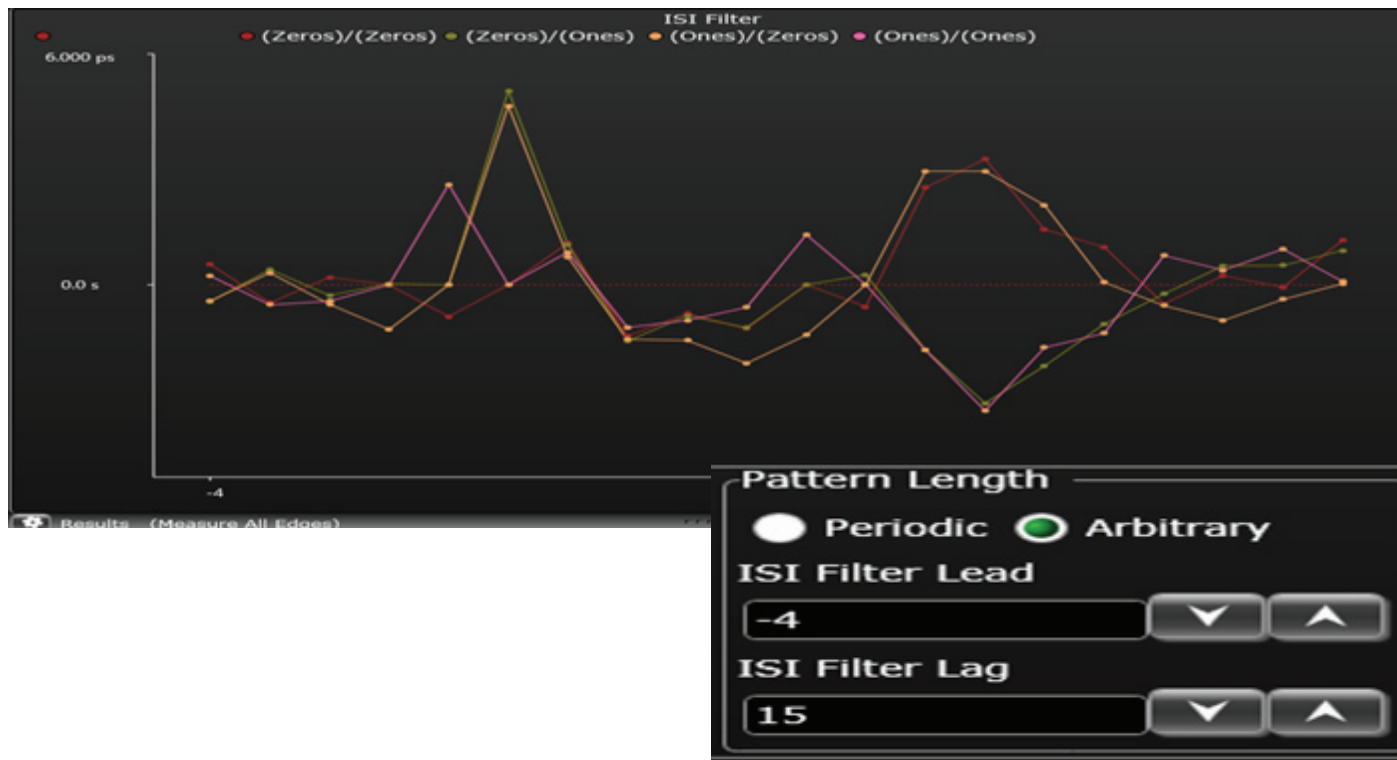 ISI Filter
(Zeros)/(Zeros) (Zeros)/(Ones) (Ones)/(Zeros) (Ones)/(Ones)
6.000 ps
0.0 s
-4
Results (Measure All Edges)
Pattern Length
Periodic Arbitrary
ISI Filter Lead
-4
ISI Filter Lag
15